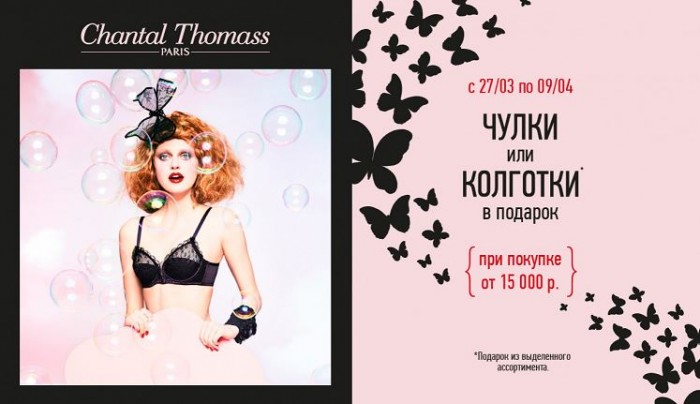 Chantal Thomass
PARIS
с 27/03 по 09/04
ЧУЛКИ
или
КОЛГОТКИ*
в подарок
{при покупке
от 15 000 р.}
*Подарок из выделенного
ассортимента.